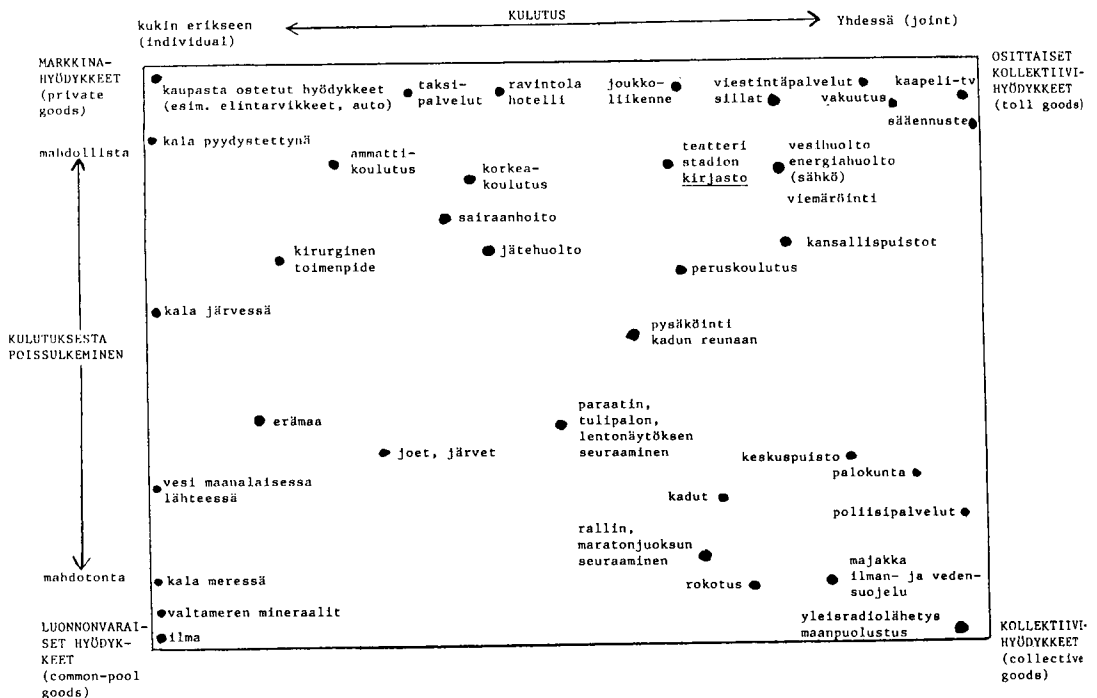 KULUTUS
kukin erikseen
(individual)
Yhdessä (joint)
MARKKINA-
HYÖDYKKEET
(private
goods)
OSITTAISET
KOLLEKTIIVI-
HYÖDYKKEET
(toll goods)
kaupasta ostetut hyödykkeet
(esim. elintarvikkeet, auto)
taksi-
palvelut
ravintola
hotelli
joukko-
liikenne
viestintäpalvelut
sillat
vakuutus
kaapeli-tv
sääennuste
mahdollista
kala pyydystettynä
ammatti-
koulutus
korkea-
koulutus
teatteri
stadion
kirjasto
vesihuolto
energiahuolto
(sähkö)
viemäröinti
sairaanhoito
kirurginen
toimenpide
jätehuolto
kansallispuistot
peruskoulutus
kala järvessä
pysäköinti
kadun reunaan
KULUTUKSESTA
POISSULKEMINEN
erämaa
paraatin,
tulipalon,
lentonäytöksen
seuraaminen
joet, järvet
keskuspuisto
palokunta
vesi maanalaisessa
lähteessä
kadut
poliisipalvelut
rallin,
maratonjuoksun
seuraaminen
mahdotonta
kala meressä
rokotus
majakka
ilman- ja veden-
suojelu
valtameren mineraalit
ilma
yleisradiolähetys
maanpuolustus
LUONNONVARAI-
SET HYÖDYK-
KEET
(common-pool
goods)
KOLLEKTIIVI-
HYÖDYKKEET
(collective
goods)